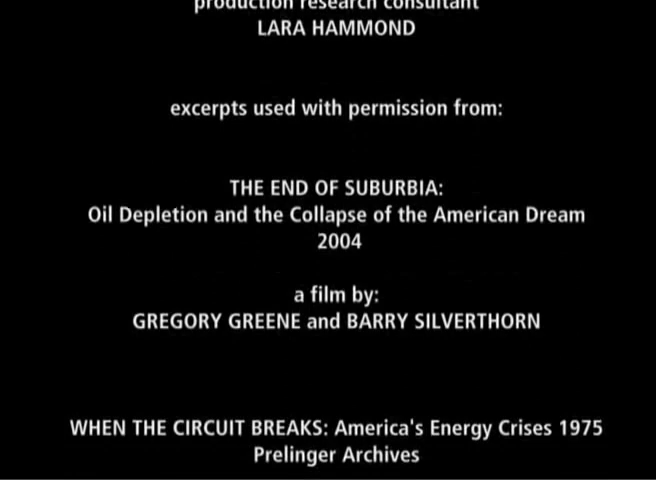 production research consultant
LARA HAMMOND
excerpts used with permission from:
THE END OF SUBURBIA:
Oil Depletion and the Collapse of the American Dream
2004
a film by:
GREGORY GREENE and BARRY SILVERTHORN
WHEN THE CIRCUIT BREAKS: America's Energy Crises 1975
Prelinger Archives